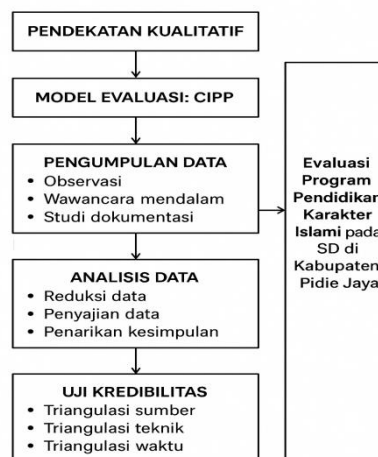 PENDEKATAN KUALITATIF
MODEL EVALUASI: CIPP
PENGUMPULAN DATA
• Observasi
• Wawancara mendalam
• Studi dokumentasi
ANALISIS DATA
• Reduksi data
• Penyajian data
• Penarikan kesimpulan
UJI KREDIBILITAS
• Triangulasi sumber
• Triangulasi teknik
• Triangulasi waktu
Evaluasi
Program
Pendidikan
Karakter
Islami pada
SD di
Kabupaten
Pidie Jaya